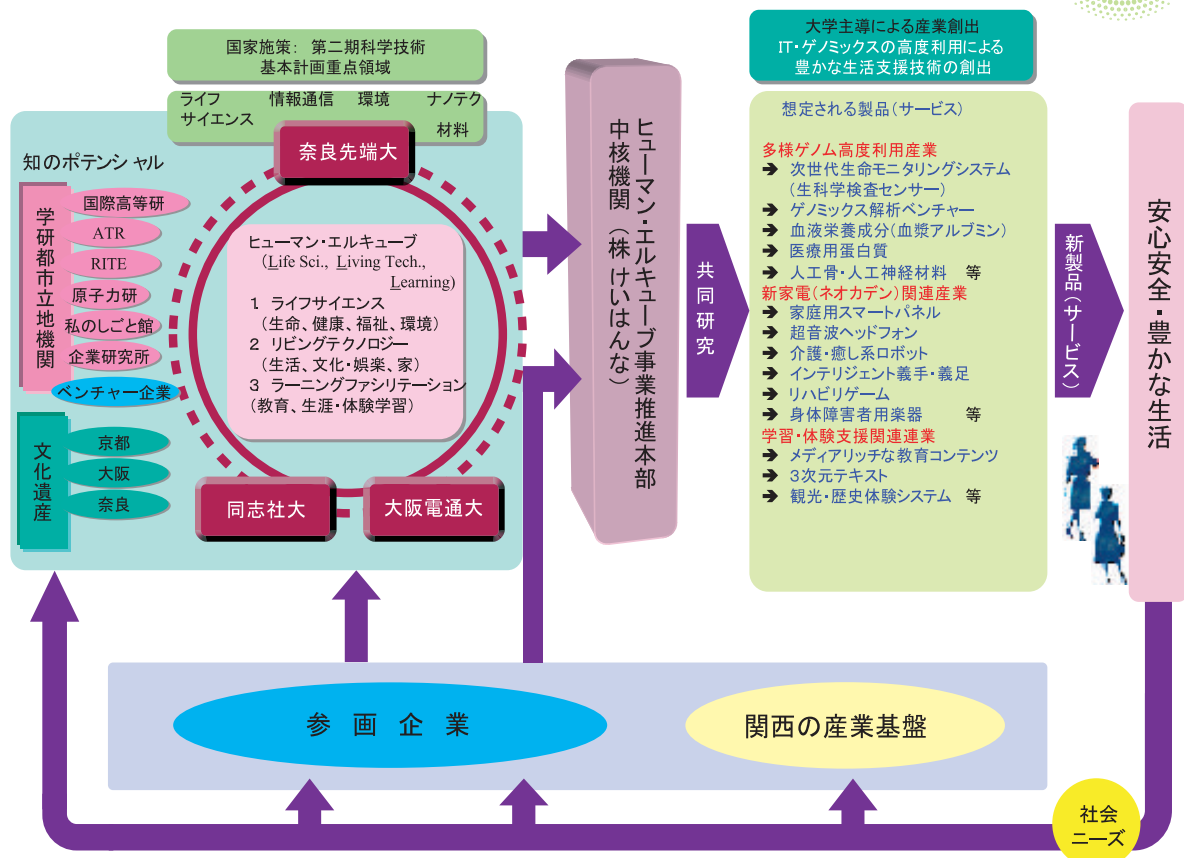 国家施策: 第二期科学技術
基本計画重点領域
ライフ
サイエンス
情報通信
環境
ナノテク
材料
知のポテンシャル
学研都市立地機関
国際高等研
ATR
RITE
原子力研
私のしごと館
企業研究所
ベンチャー企業
文化遺産
京都
大阪
奈良
奈良先端大
ヒューマン・エルキューブ
(Life Sci., Living Tech.,
Learning)
1 ライフサイエンス
(生命、健康、福祉、環境)
2 リビングテクノロジー
(生活、文化・娯楽、家)
3 ラーニングファシリテーション
(教育、生涯・体験学習)
同志社大
大阪電通大
ヒューマン・エルキューブ事業推進本部
中核機関(株 けいはんな)
共同研究
大学主導による産業創出
IT・ゲノミックスの高度利用による
豊かな生活支援技術の創出
想定される製品(サービス)
多様ゲノム高度利用産業
➔ 次世代生命モニタリングシステム
(生科学検査センサー)
➔ ゲノミックス解析ベンチャー
➔ 血液栄養成分(血漿アルブミン)
➔ 医療用蛋白質
➔ 人工骨・人工神経材料 等
新家電(ネオカデン)関連産業
➔ 家庭用スマートパネル
➔ 超音波ヘッドフォン
➔ 介護・癒し系ロボット
➔ インテリジェント義手・義足
➔ リハビリゲーム
➔ 身体障害者用楽器 等
学習・体験支援関連連業
➔ メディアリッチな教育コンテンツ
➔ 3次元テキスト
➔ 観光・歴史体験システム 等
新製品(サービス)
安心安全・豊かな生活
参画企業
関西の産業基盤
社会
ニーズ